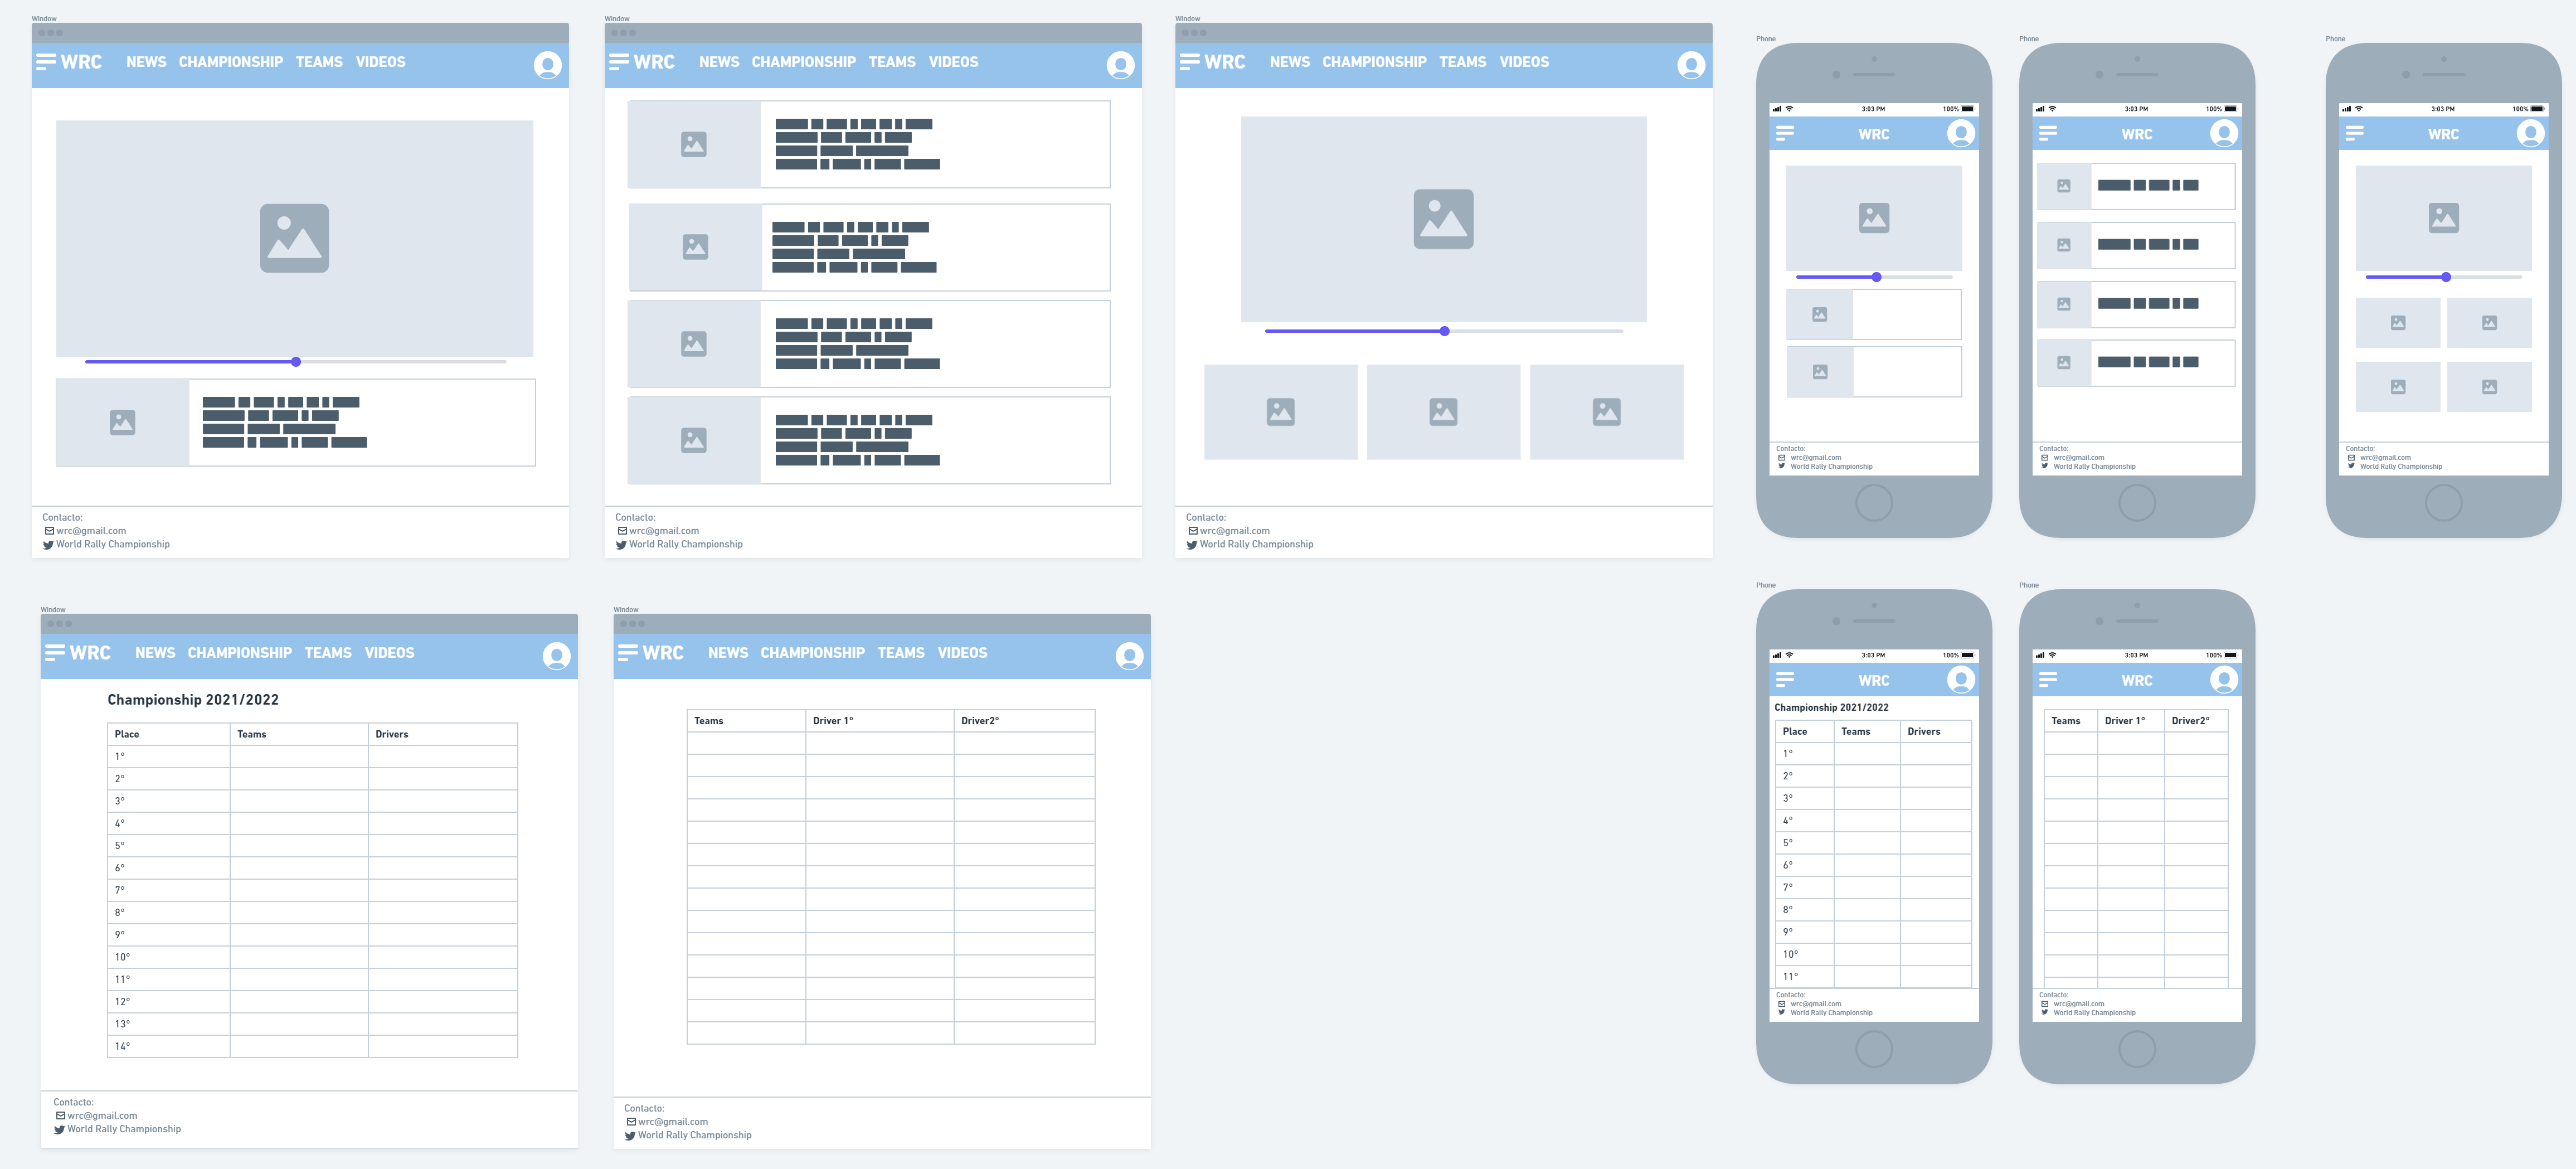 Window
WRC NEWS CHAMPIONSHIP TEAMS VIDEOS
Contacto:
wrc@gmail.com
World Rally Championship
Window
WRC NEWS CHAMPIONSHIP TEAMS VIDEOS
Contacto:
wrc@gmail.com
World Rally Championship
Window
WRC NEWS CHAMPIONSHIP TEAMS VIDEOS
Contacto:
wrc@gmail.com
World Rally Championship
Phone
3:03 PM 100%
WRC
Contacto:
wrc@gmail.com
World Rally Championship
Phone
3:03 PM 100%
WRC
Contacto:
wrc@gmail.com
World Rally Championship
Phone
3:03 PM 100%
WRC
Contacto:
wrc@gmail.com
World Rally Championship
Window
WRC NEWS CHAMPIONSHIP TEAMS VIDEOS
Championship 2021/2022
Place Teams Drivers
1°
2°
3°
4°
5°
6°
7°
8°
9°
10°
11°
12°
13°
14°
Contacto:
wrc@gmail.com
World Rally Championship
Window
WRC NEWS CHAMPIONSHIP TEAMS VIDEOS
Teams Driver 1° Driver2°
Contacto:
wrc@gmail.com
World Rally Championship
Phone
3:03 PM 100%
WRC
Championship 2021/2022
Place Teams Drivers
1°
2°
3°
4°
5°
6°
7°
8°
9°
10°
11°
Contacto:
wrc@gmail.com
World Rally Championship
Phone
3:03 PM 100%
WRC
Teams Driver 1° Driver2°
Contacto:
wrc@gmail.com
World Rally Championship